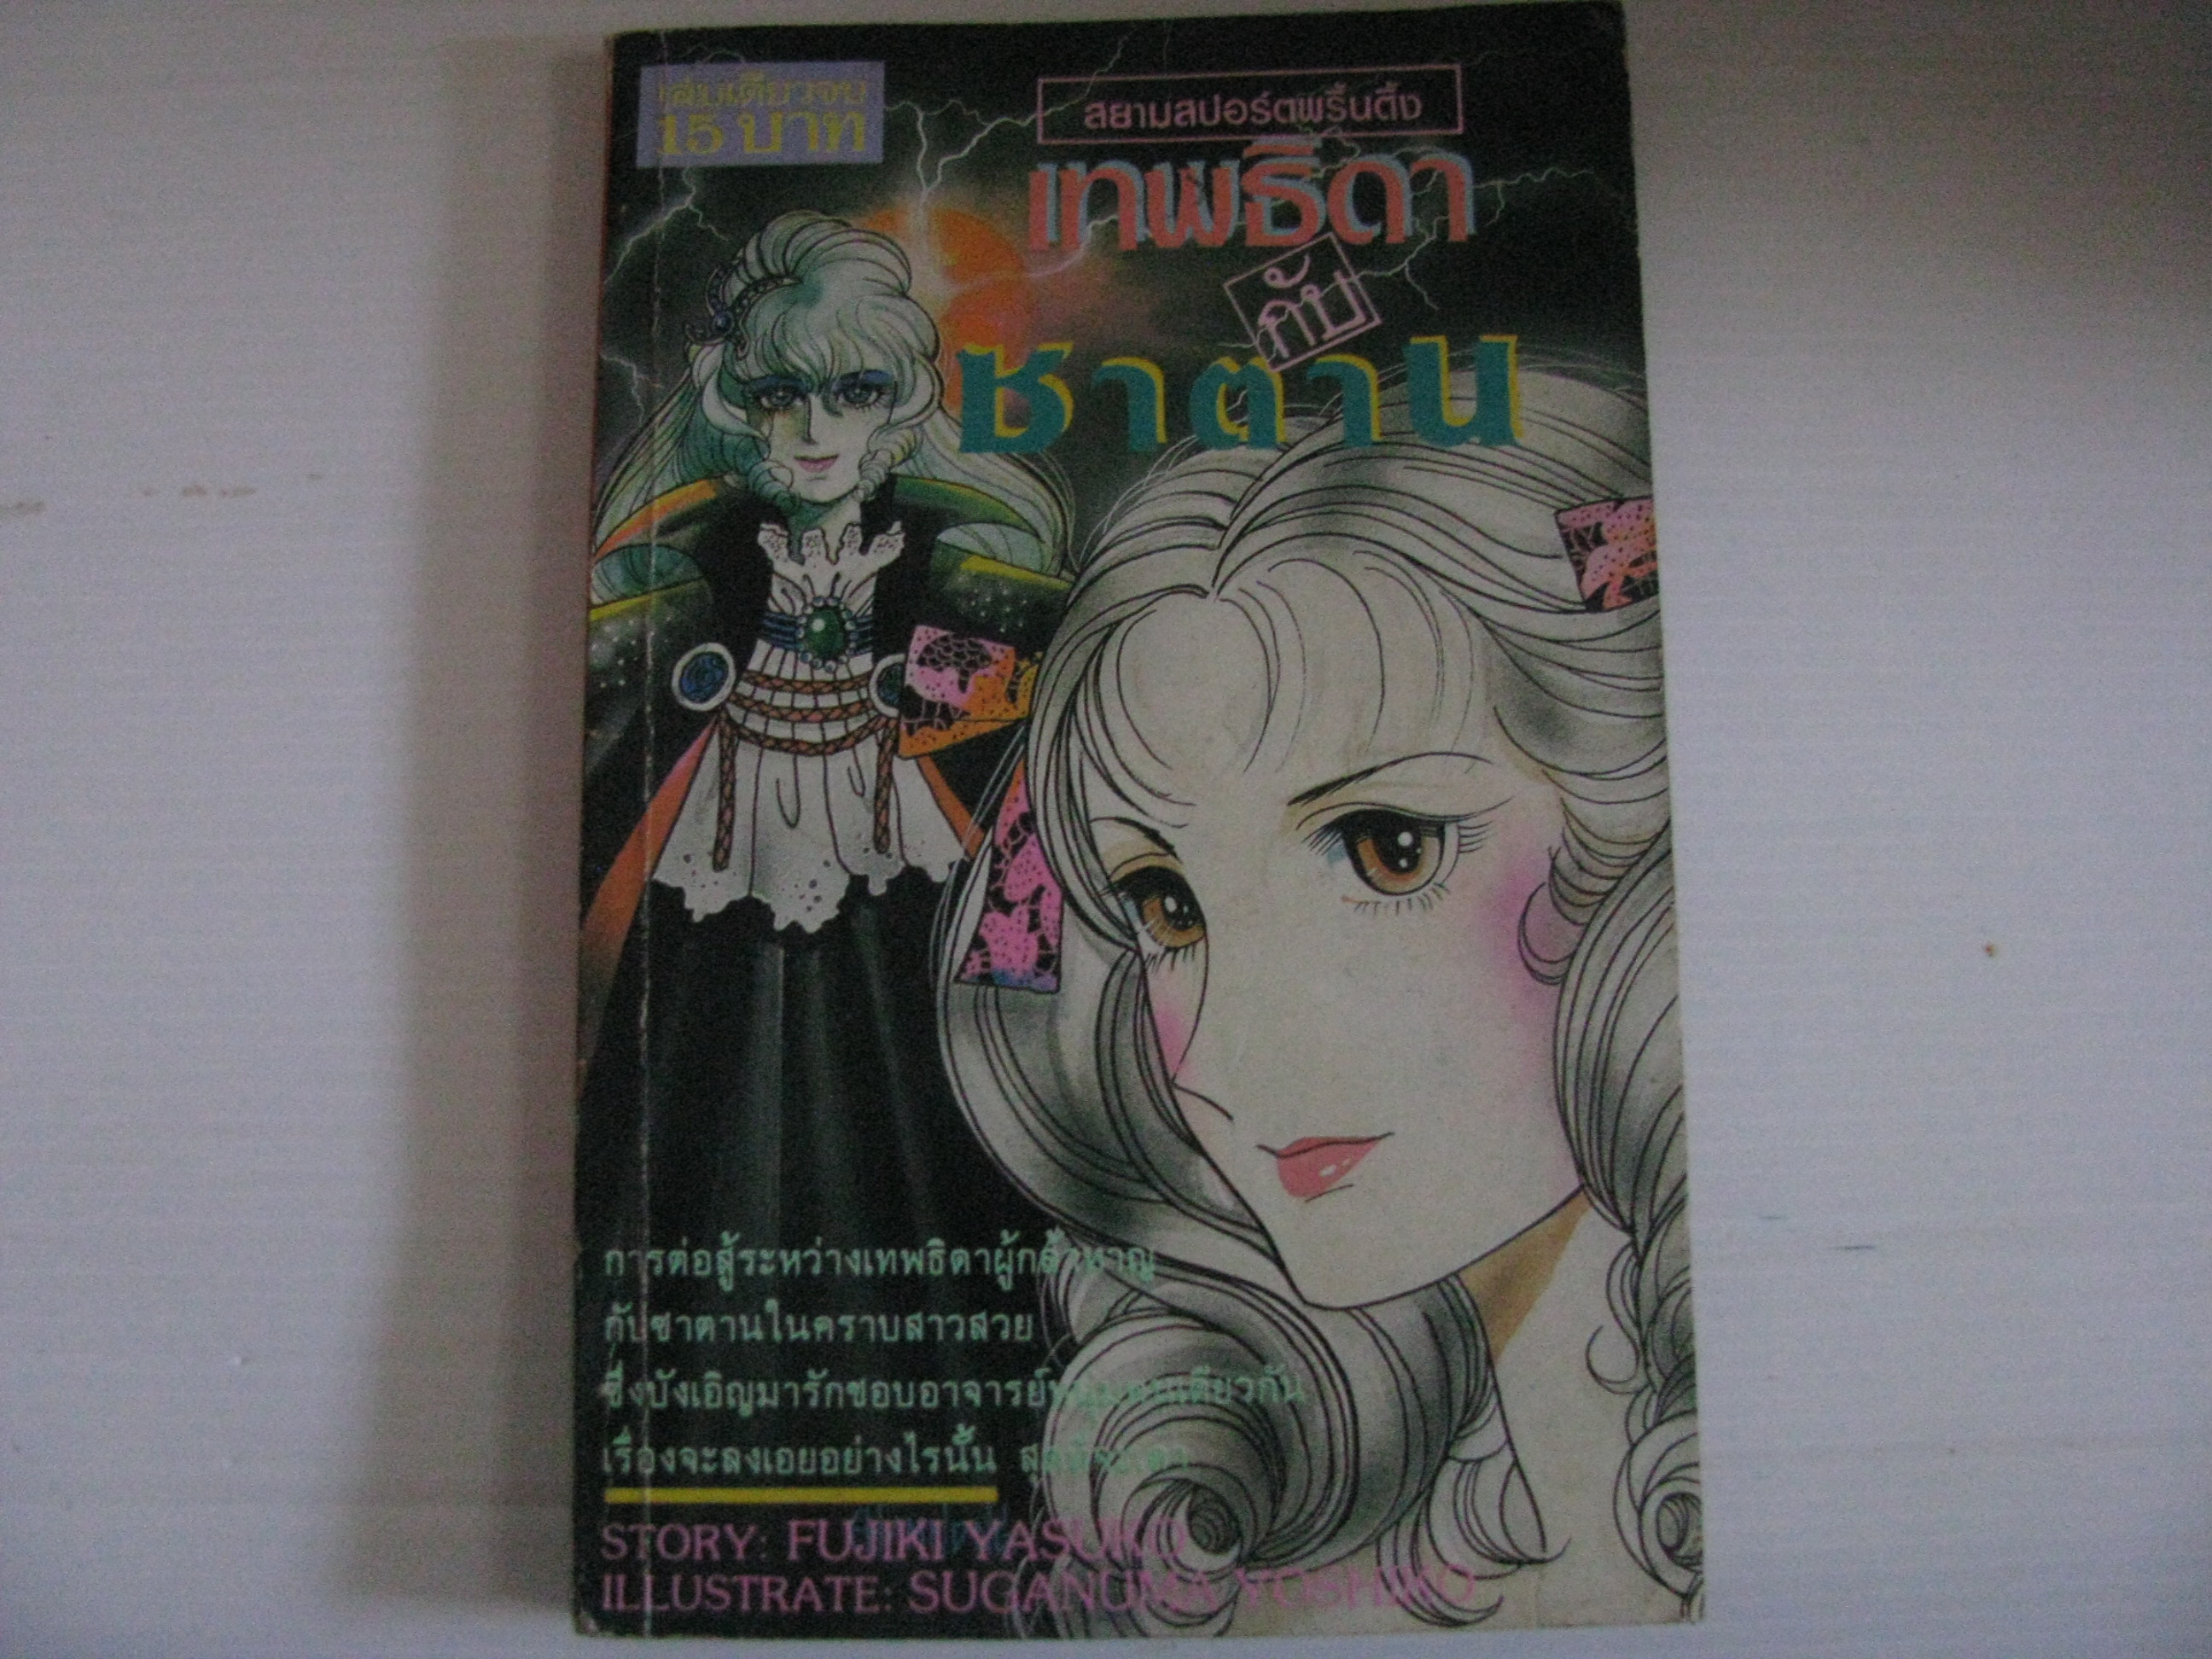 เล่มเดียวจบ
15 บาท
สยามสปอร์ตพริ้นติ้ง
เทพธิดา
กับ
ซาตาน
การต่อสู้ระหว่างเทพธิดาผู้กล้าหาญ
กับซาตานในคราบสาวสวย
ซึ่งบังเอิญมารักชอบอาจารย์หนุ่มคนเดียวกัน
เรื่องจะลงเอยอย่างไรนั้น
STORY: FUJIKI YASUKO
ILLUSTRATE: SUGANUMA YOSHIKO